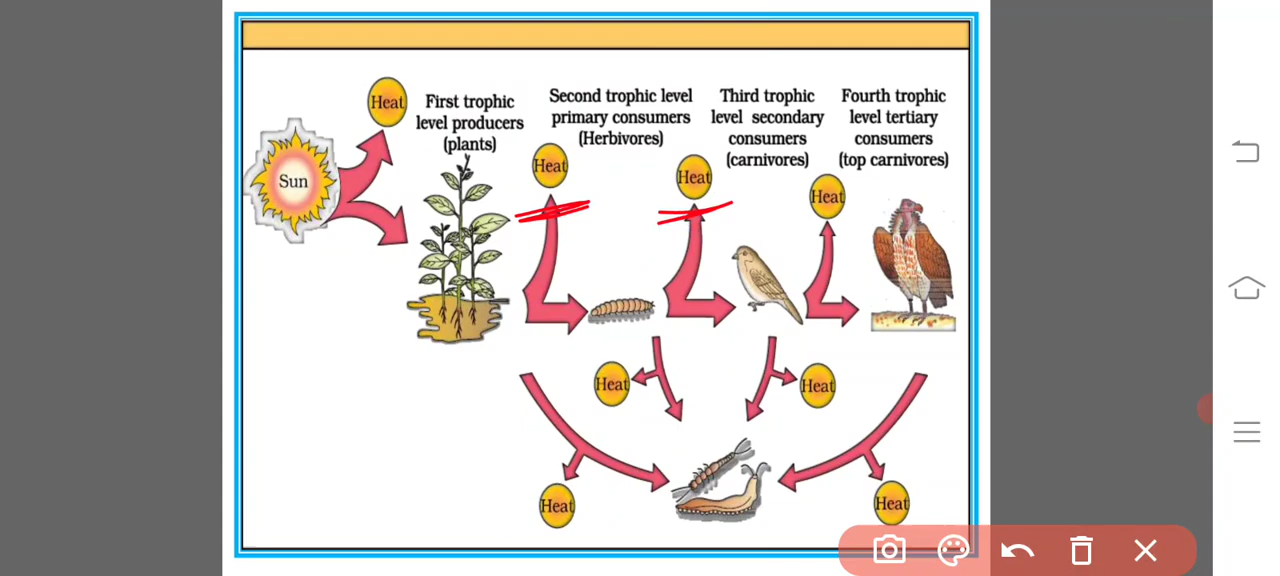 Sun
Heat
First trophic
level producers
(plants)
Second trophic level
primary consumers
(Herbivores)
Third trophic
level secondary
consumers
(carnivores)
Fourth trophic
level tertiary
consumers
(top carnivores)
Heat
Heat
Heat
Heat
Heat
Heat
Heat